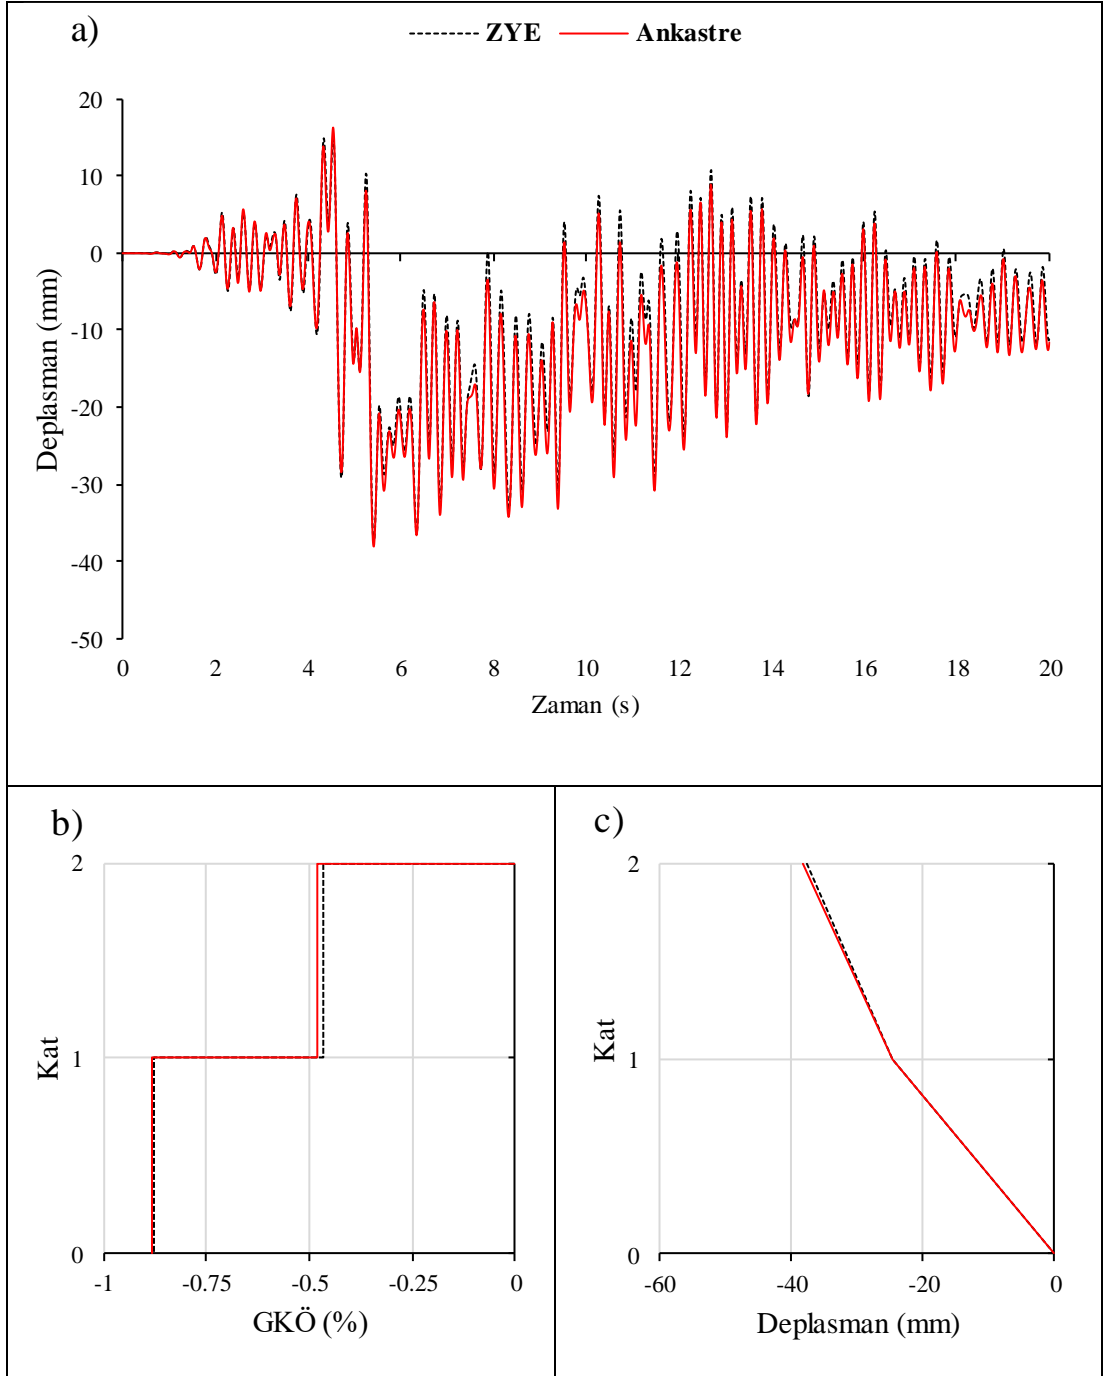 a)
ZYE Ankastre
20
10
0
-10
-20
-30
-40
-50
Deplasman (mm)
0 2 4 6 8 10 12 14 16 18 20
Zaman (s)
b)
2
1
0
Kat
-1 -0.75 -0.5 -0.25 0
GKÖ (%)
c)
2
1
0
Kat
-60 -40 -20 0
Deplasman (mm)